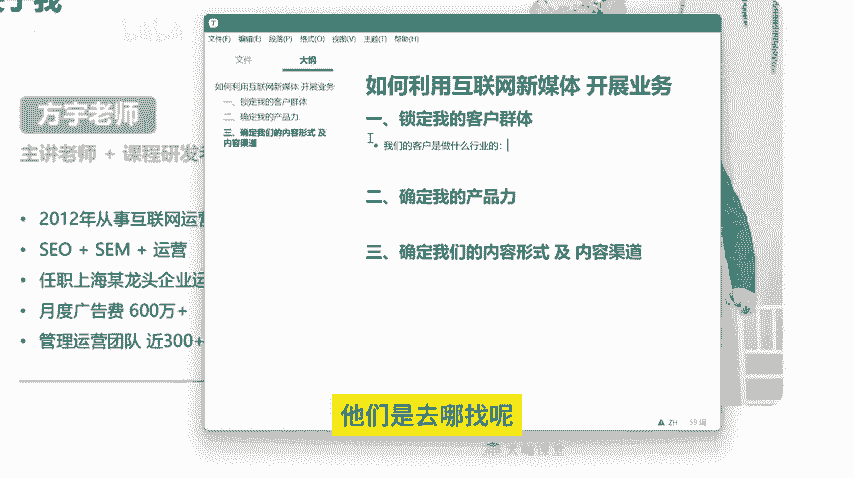 于我
方宇老师
主讲老师 + 课程研发
2012年从事互联网运营
SEO + SEM + 运营
任职上海某龙头企业运
月度广告费 600万+
管理运营团队 近300+
T
文件(F) 编辑(E) 段落(P) 格式(O) 视图(V) 主题(T) 帮助(H)
文件 大纲
如何利用互联网新媒体 开展业务
一、锁定我的客户群体
二、确定我的产品力
三、确定我们的内容形式 及
内容渠道
如何利用互联网新媒体 开展业务
一、锁定我的客户群体
我们的客户是做什么行业的：
二、确定我的产品力
三、确定我们的内容形式 及 内容渠道
ZH 59 词
他们是去哪找呢